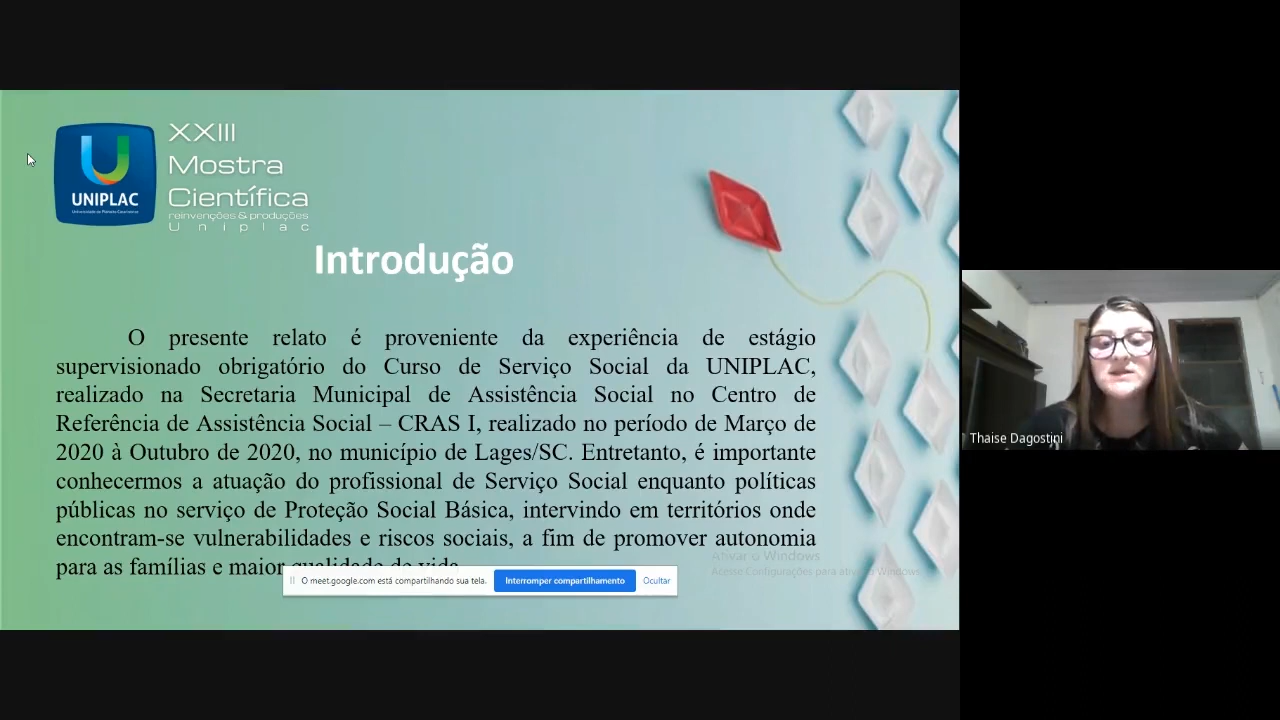 XXIII
Mostra
Científica
reinvenções & produções
Uniplac
UNIPLAC
Introdução
O presente relato é proveniente da experiência de estágio
supervisionado obrigatório do Curso de Serviço Social da UNIPLAC,
realizado na Secretaria Municipal de Assistência Social no Centro de
Referência de Assistência Social – CRAS I, realizado no período de Março de
2020 à Outubro de 2020, no município de Lages/SC. Entretanto, é importante
conhecermos a atuação do profissional de Serviço Social enquanto políticas
públicas no serviço de Proteção Social Básica, intervindo em territórios onde
encontram-se vulnerabilidades e riscos sociais, a fim de promover autonomia
para as famílias e maior qualidade de vida
Ativar o Windows
Acesse Configurações para ativar o Windows.
O meet.google.com está compartilhando sua tela.
Interromper compartilhamento
Ocultar
Thaise Dagostini